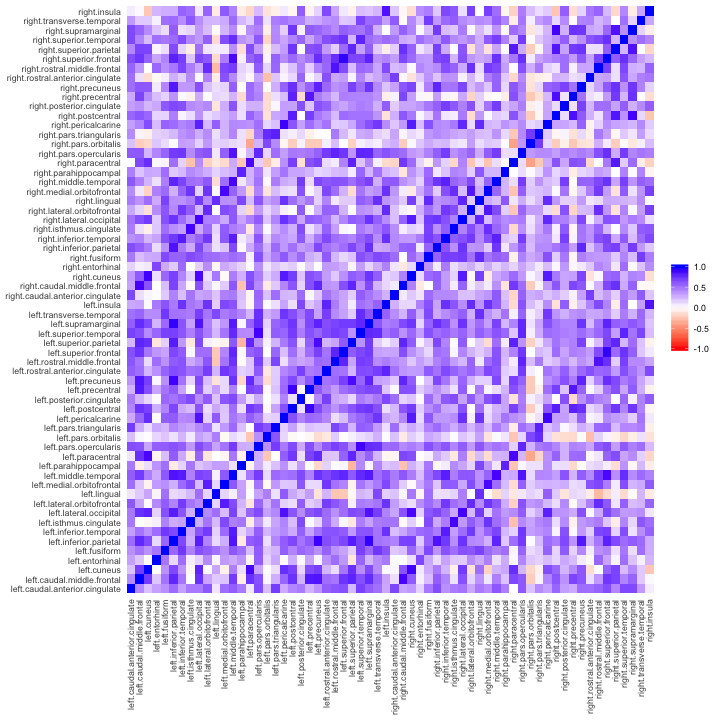 right.insula
right.transverse.temporal
right.supramarginal
right.superior.temporal
right.superior.parietal
right.superior.frontal
right.rostral.middle.frontal
right.rostral.anterior.cingulate
right.precuneus
right.precentral
right.posterior.cingulate
right.postcentral
right.pericalcarine
right.pars.triangularis
right.pars.orbitalis
right.pars.opercularis
right.paracentral
right.parahippocampal
right.middle.temporal
right.medial.orbitofrontal
right.lingual
right.lateral.orbitofrontal
right.lateral.occipital
right.isthmus.cingulate
right.inferior.temporal
right.inferior.parietal
right.fusiform
right.entorhinal
right.cuneus
right.caudal.middle.frontal
right.caudal.anterior.cingulate
left.insula
left.transverse.temporal
left.supramarginal
left.superior.temporal
left.superior.parietal
left.superior.frontal
left.rostral.middle.frontal
left.rostral.anterior.cingulate
left.precuneus
left.precentral
left.posterior.cingulate
left.postcentral
left.pericalcarine
left.pars.triangularis
left.pars.orbitalis
left.pars.opercularis
left.paracentral
left.parahippocampal
left.middle.temporal
left.medial.orbitofrontal
left.lingual
left.lateral.orbitofrontal
left.lateral.occipital
left.isthmus.cingulate
left.inferior.temporal
left.inferior.parietal
left.fusiform
left.entorhinal
left.cuneus
left.caudal.middle.frontal
left.caudal.anterior.cingulate
left.caudal.anterior.cingulate
left.caudal.middle.frontal
left.cuneus
left.entorhinal
left.fusiform
left.inferior.parietal
left.inferior.temporal
left.isthmus.cingulate
left.lateral.occipital
left.lateral.orbitofrontal
left.lingual
left.medial.orbitofrontal
left.middle.temporal
left.parahippocampal
left.paracentral
left.pars.opercularis
left.pars.orbitalis
left.pars.triangularis
left.pericalcarine
left.postcentral
left.posterior.cingulate
left.precentral
left.precuneus
left.rostral.anterior.cingulate
left.rostral.middle.frontal
left.superior.frontal
left.superior.parietal
left.superior.temporal
left.supramarginal
left.transverse.temporal
left.insula
right.caudal.anterior.cingulate
right.caudal.middle.frontal
right.cuneus
right.entorhinal
right.fusiform
right.inferior.parietal
right.inferior.temporal
right.isthmus.cingulate
right.lateral.occipital
right.lateral.orbitofrontal
right.lingual
right.medial.orbitofrontal
right.middle.temporal
right.parahippocampal
right.paracentral
right.pars.opercularis
right.pars.orbitalis
right.pars.triangularis
right.pericalcarine
right.postcentral
right.posterior.cingulate
right.precentral
right.precuneus
right.rostral.anterior.cingulate
right.rostral.middle.frontal
right.superior.frontal
right.superior.parietal
right.superior.temporal
right.supramarginal
right.transverse.temporal
right.insula
1.0
0.5
0.0
-0.5
-1.0